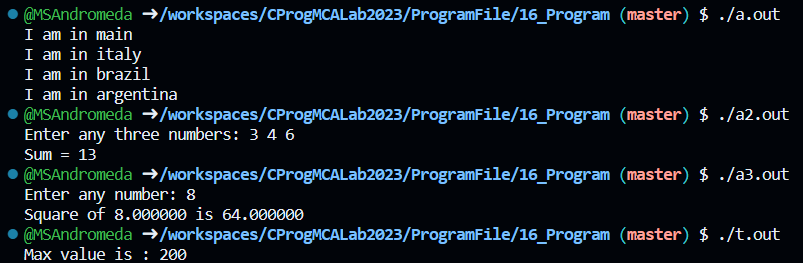 @MSAndromeda ➜/workspaces/CProgMCALab2023/ProgramFile/16_Program (master) $ ./a.out
I am in main
I am in italy
I am in brazil
I am in argentina
@MSAndromeda ➜/workspaces/CProgMCALab2023/ProgramFile/16_Program (master) $ ./a2.out
Enter any three numbers: 3 4 6
Sum = 13
@MSAndromeda ➜/workspaces/CProgMCALab2023/ProgramFile/16_Program (master) $ ./a3.out
Enter any number: 8
Square of 8.000000 is 64.000000
@MSAndromeda ➜/workspaces/CProgMCALab2023/ProgramFile/16_Program (master) $ ./t.out
Max value is : 200